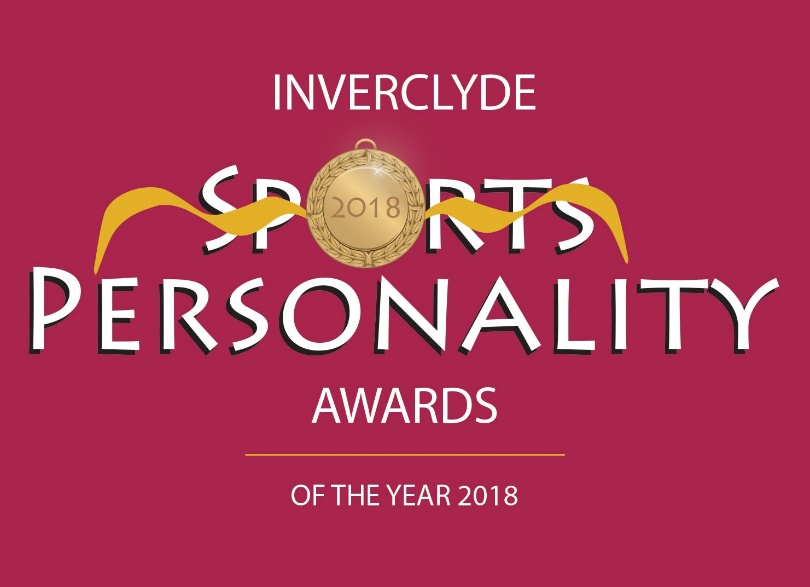 INVERCLYDE
SPORTS
2018
PERSONALITY
AWARDS
OF THE YEAR 2018